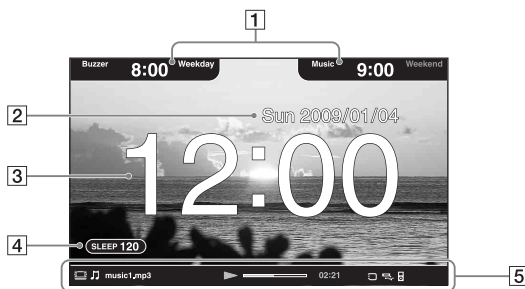 1
Buzzer 8:00 Weekday
Music 9:00 Weekend
2
Sun 2009/01/04
3
12:00
4
SLEEP 120
music1.mp3 02:21
5